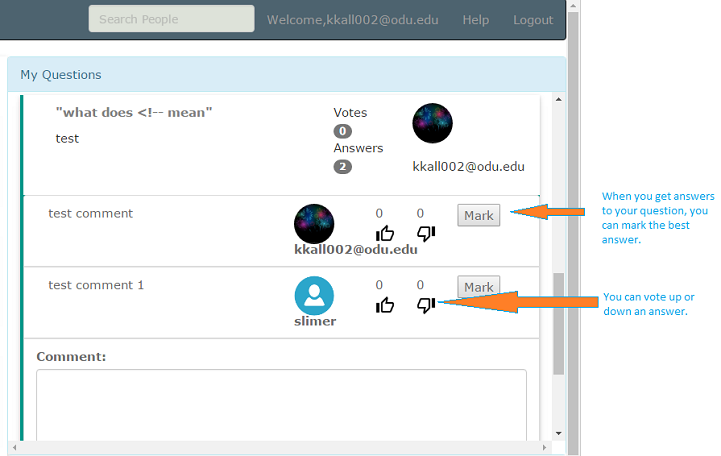 Search People Welcome,kkall002@odu.edu Help Logout
My Questions
"what does <!-- mean"
test
Votes
0
Answers
2
kkall002@odu.edu
test comment
kkall002@odu.edu
0 0
Mark
When you get answers
to your question, you
can mark the best
answer.
test comment 1
slimer
0 0
Mark
You can vote up or
down an answer.
Comment: